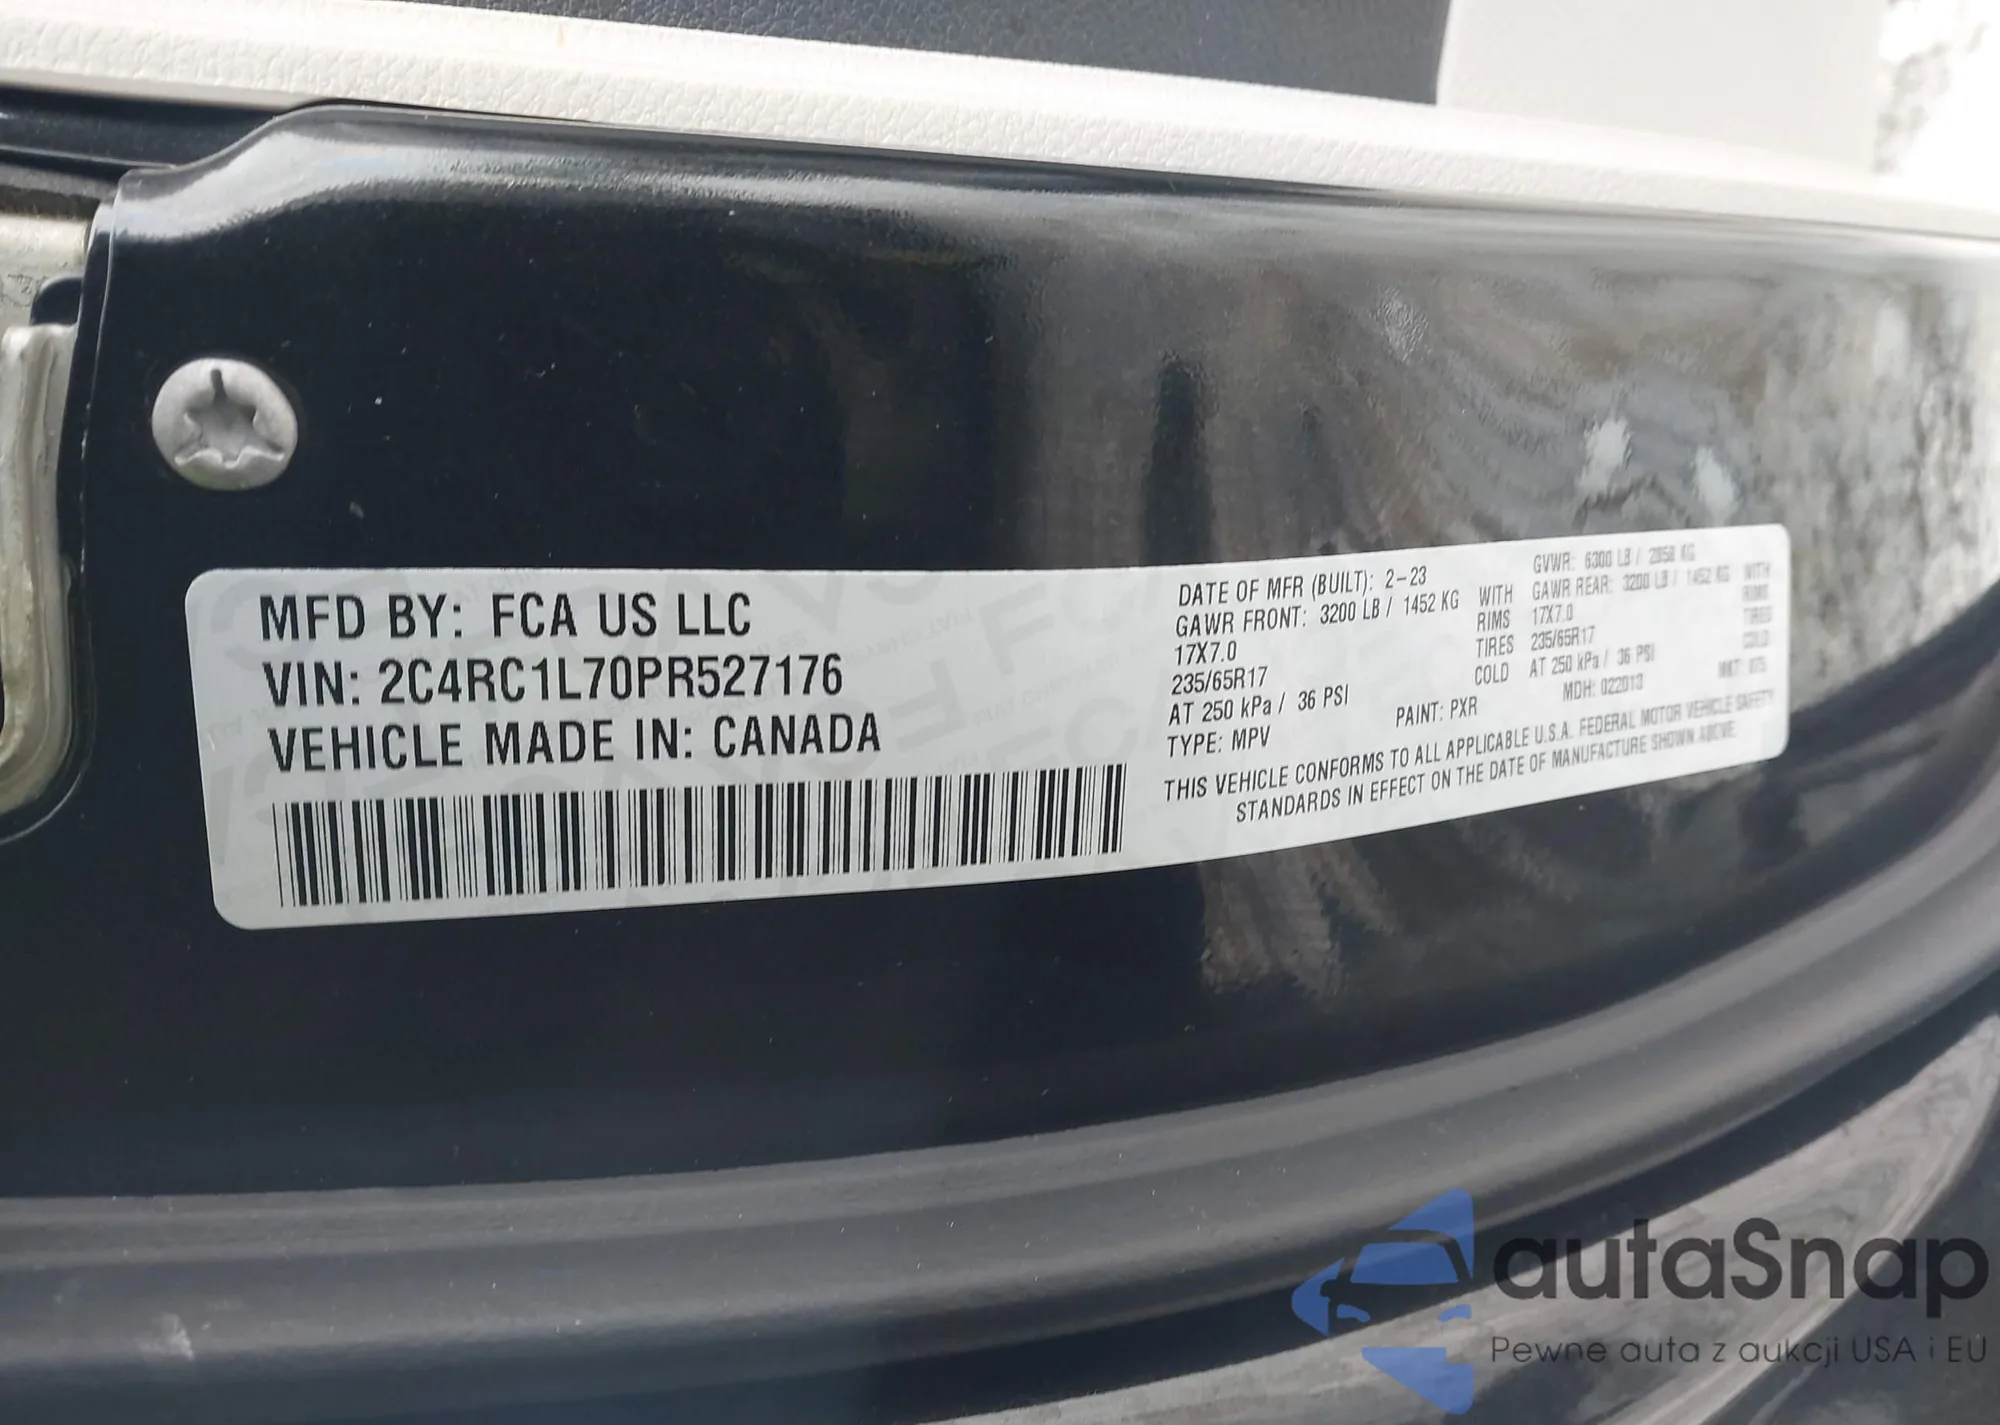 MFD BY: FCA US LLC
VIN: 2C4RC1L70PR527176
VEHICLE MADE IN: CANADA
DATE OF MFR (BUILT): 2-23
GAWR FRONT: 3200 LB / 1452 KG WITH
17X7.0 RIMS
235/65R17 TIRES
AT 250 kPa / 36 PSI COLD
TYPE: MPV PAINT: PXR
GVWR: 6300 LB / 2858 KG
GAWR REAR: 3200 LB / 1452 KG WITH
17X7.0 RIMS
235/65R17 TIRES
AT 250 kPa / 36 PSI COLD
MDH: 022013
THIS VEHICLE CONFORMS TO ALL APPLICABLE U.S.A. FEDERAL MOTOR VEHICLE SAFETY
STANDARDS IN EFFECT ON THE DATE OF MANUFACTURE SHOWN ABOVE
autaSnap
Pewne auta z aukcji USA i EU